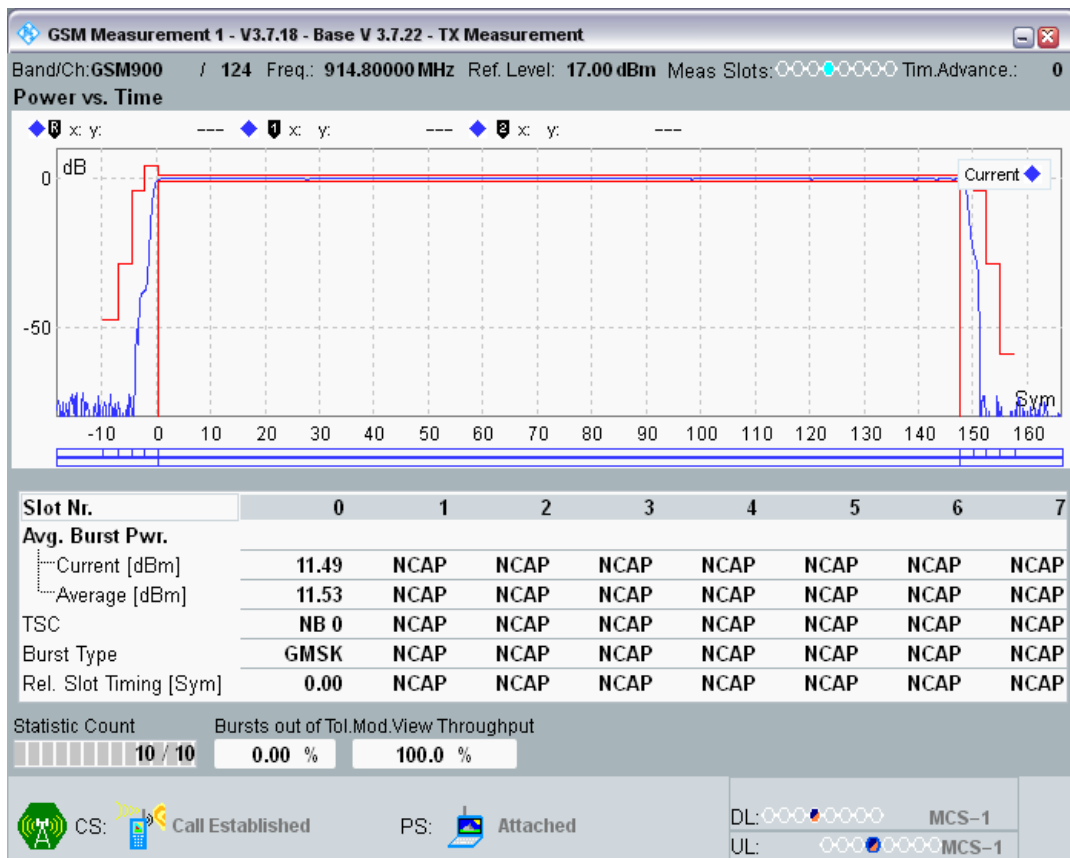 GSM Measurement 1 - V3.7.18 - Base V 3.7.22 - TX Measurement
Band/Ch:GSM900 / 124 Freq.: 914.80000 MHz Ref. Level: 17.00 dBm Meas Slots: Tim.Advance.: 0
Power vs. Time
R x: y: --- 1 x: y: --- 2 x: y: ---
dB
Current
0
-50
Sym
-10 0 10 20 30 40 50 60 70 80 90 100 110 120 130 140 150 160
Slot Nr. 0 1 2 3 4 5 6 7
Avg. Burst Pwr.
Current [dBm] 11.49 NCAP NCAP NCAP NCAP NCAP NCAP NCAP
Average [dBm] 11.53 NCAP NCAP NCAP NCAP NCAP NCAP NCAP
TSC NB 0 NCAP NCAP NCAP NCAP NCAP NCAP NCAP
Burst Type GMSK NCAP NCAP NCAP NCAP NCAP NCAP NCAP
Rel. Slot Timing [Sym] 0.00 NCAP NCAP NCAP NCAP NCAP NCAP NCAP
Statistic Count Bursts out of Tol.Mod.View Throughput
10 / 10 0.00 % 100.0 %
CS: Call Established PS: Attached
DL: MCS-1
UL: MCS-1